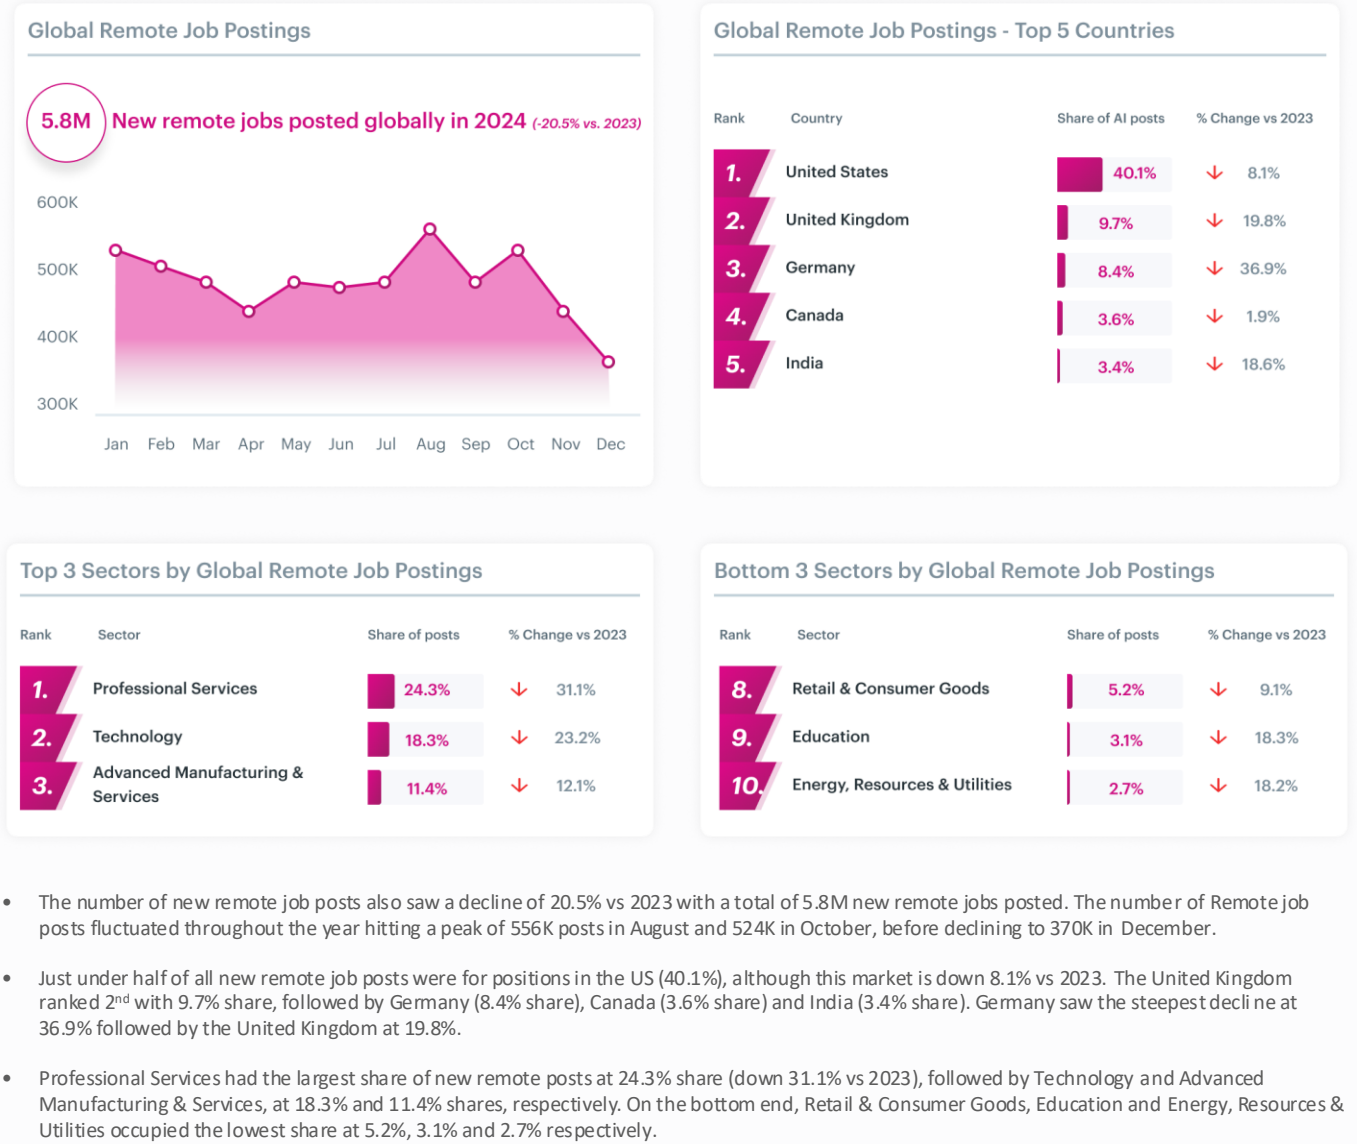 Global Remote Job Postings
5.8M
New remote jobs posted globally in 2024 (-20.5% vs. 2023)
600K
500K
400K
300K
Jan Feb Mar Apr May Jun Jul Aug Sep Oct Nov Dec
Global Remote Job Postings - Top 5 Countries
Rank Country Share of AI posts % Change vs 2023
1. United States 40.1% 8.1%
2. United Kingdom 9.7% 19.8%
3. Germany 8.4% 36.9%
4. Canada 3.6% 1.9%
5. India 3.4% 18.6%
Top 3 Sectors by Global Remote Job Postings
Rank Sector Share of posts % Change vs 2023
1. Professional Services 24.3% 31.1%
2. Technology 18.3% 23.2%
3. Advanced Manufacturing &
Services 11.4% 12.1%
Bottom 3 Sectors by Global Remote Job Postings
Rank Sector Share of posts % Change vs 2023
8. Retail & Consumer Goods 5.2% 9.1%
9. Education 3.1% 18.3%
10. Energy, Resources & Utilities 2.7% 18.2%
• The number of new remote job posts also saw a decline of 20.5% vs 2023 with a total of 5.8M new remote jobs posted. The number of Remote job
posts fluctuated throughout the year hitting a peak of 556K posts in August and 524K in October, before declining to 370K in December.
• Just under half of all new remote job posts were for positions in the US (40.1%), although this market is down 8.1% vs 2023. The United Kingdom
ranked 2nd with 9.7% share, followed by Germany (8.4% share), Canada (3.6% share) and India (3.4% share). Germany saw the steepest decline at
36.9% followed by the United Kingdom at 19.8%.
• Professional Services had the largest share of new remote posts at 24.3% share (down 31.1% vs 2023), followed by Technology and Advanced
Manufacturing & Services, at 18.3% and 11.4% shares, respectively. On the bottom end, Retail & Consumer Goods, Education and Energy, Resources &
Utilities occupied the lowest share at 5.2%, 3.1% and 2.7% respectively.